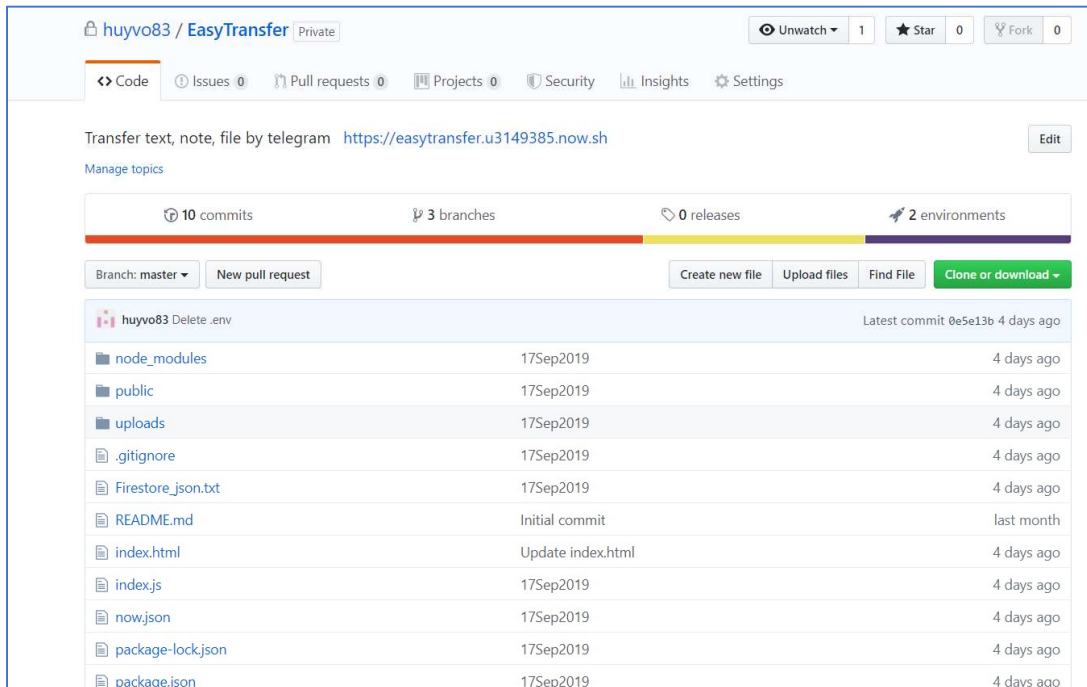 huyvo83 / EasyTransfer Private Unwatch 1 Star 0 Fork 0
Code Issues 0 Pull requests 0 Projects 0 Security Insights Settings
Transfer text, note, file by telegram https://easytransfer.u3149385.now.sh Edit
Manage topics
10 commits 3 branches 0 releases 2 environments
Branch: master New pull request Create new file Upload files Find File Clone or download
huyvo83 Delete .env Latest commit 0e5e13b 4 days ago
node_modules 17Sep2019 4 days ago
public 17Sep2019 4 days ago
uploads 17Sep2019 4 days ago
.gitignore 17Sep2019 4 days ago
Firestore_json.txt 17Sep2019 4 days ago
README.md Initial commit last month
index.html Update index.html 4 days ago
index.js 17Sep2019 4 days ago
now.json 17Sep2019 4 days ago
package-lock.json 17Sep2019 4 days ago
package.json 17Sep2019 4 days ago